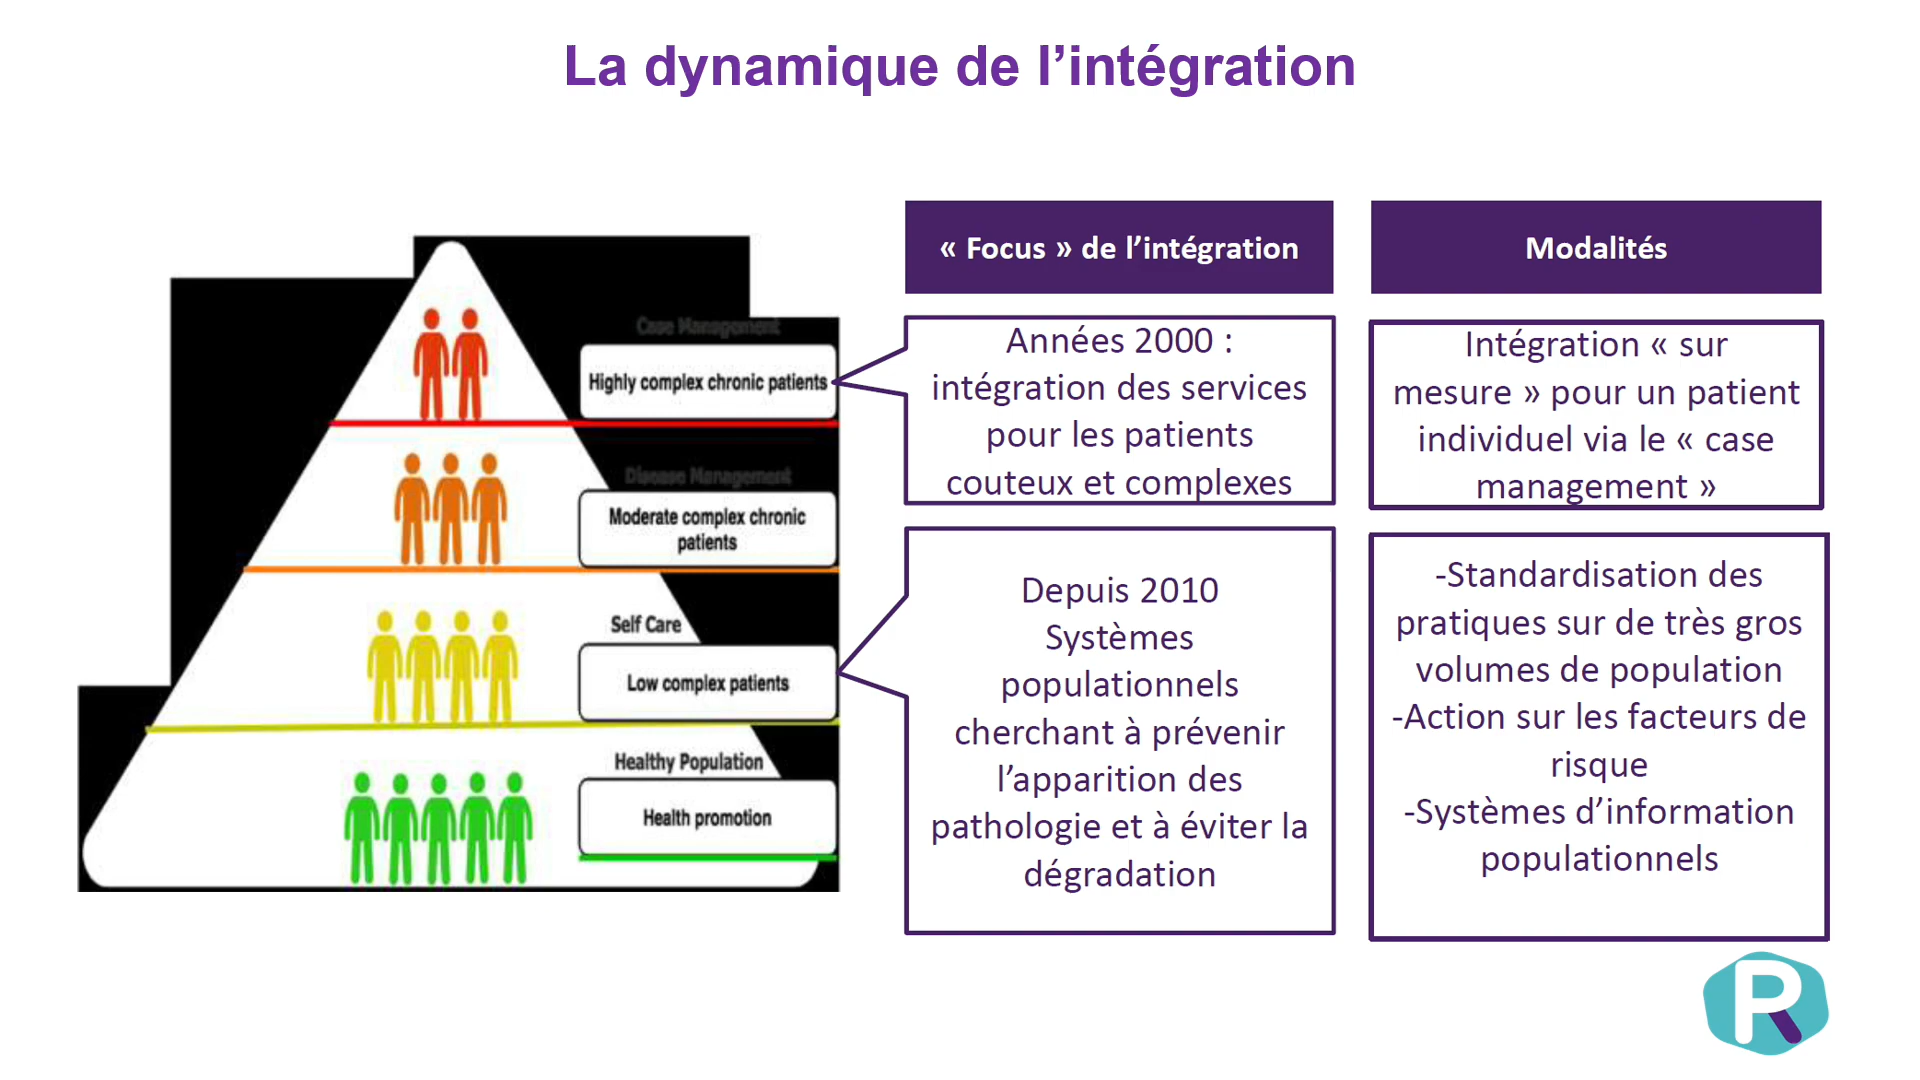 La dynamique de l’intégration
Case Management
Highly complex chronic patients
Disease Management
Moderate complex chronic
patients
Self Care
Low complex patients
Healthy Population
Health promotion
« Focus » de l’intégration
Années 2000 :
intégration des services
pour les patients
couteux et complexes
Depuis 2010
Systèmes
populationnels
cherchant à prévenir
l’apparition des
pathologie et à éviter la
dégradation
Modalités
Intégration « sur
mesure » pour un patient
individuel via le « case
management »
-Standardisation des
pratiques sur de très gros
volumes de population
-Action sur les facteurs de
risque
-Systèmes d’information
populationnels
R